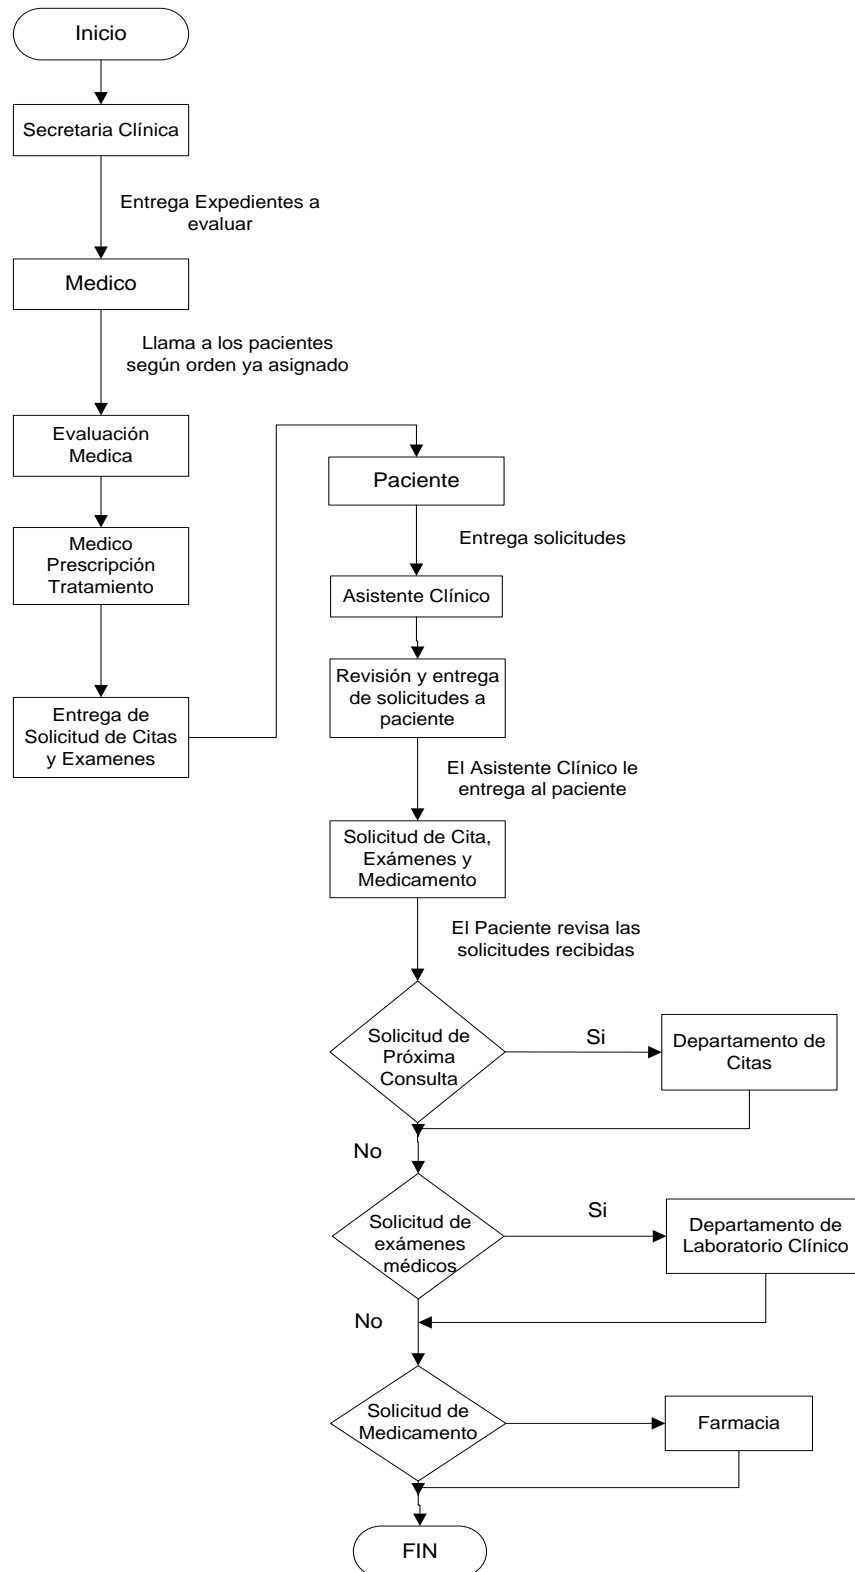 Inicio
Secretaria Clínica
Entrega Expedientes a
evaluar
Medico
Llama a los pacientes
según orden ya asignado
Evaluación
Medica
Medico
Prescripción
Tratamiento
Entrega de
Solicitud de Citas
y Examenes
Paciente
Entrega solicitudes
Asistente Clínico
Revisión y entrega
de solicitudes a
paciente
El Asistente Clínico le
entrega al paciente
Solicitud de Cita,
Exámenes y
Medicamento
El Paciente revisa las
solicitudes recibidas
Solicitud de
Próxima
Consulta
Si
Departamento de
Citas
No
Solicitud de
exámenes
médicos
Si
Departamento de
Laboratorio Clínico
No
Solicitud de
Medicamento
Farmacia
FIN